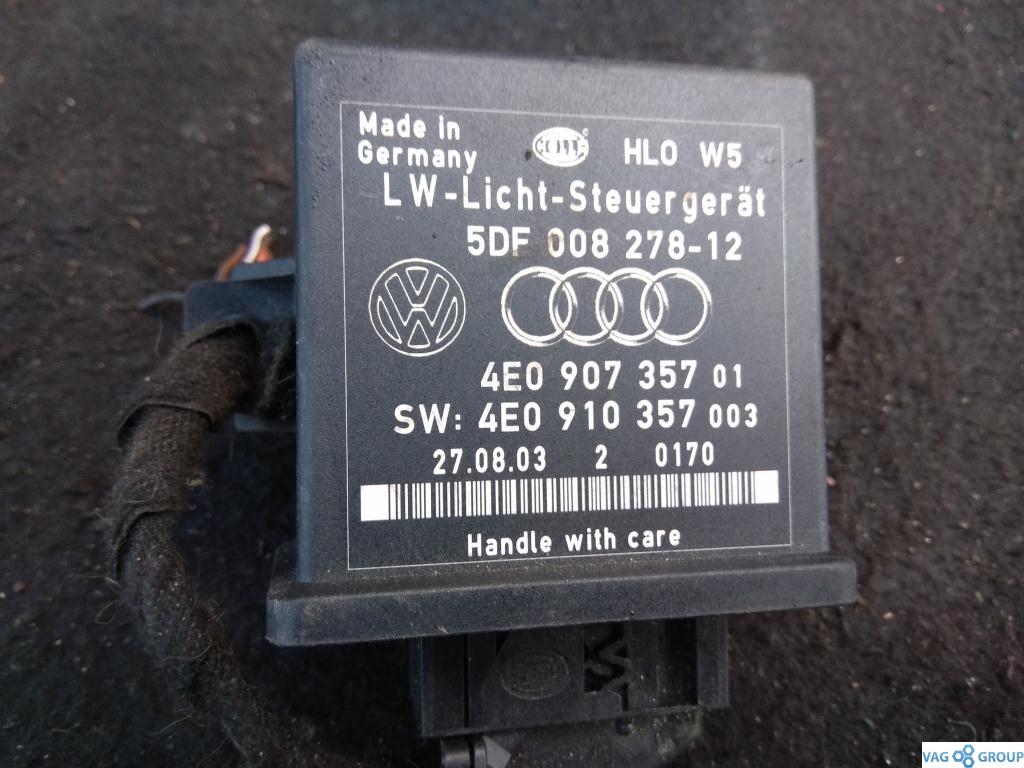 Made in
Germany
HELLA
HLO W5
LW-Licht-Steuergerät
5DF 008 278-12
4E0 907 357 01
SW: 4E0 910 357 003
27.08.03 2 0170
Handle with care
VAG GROUP